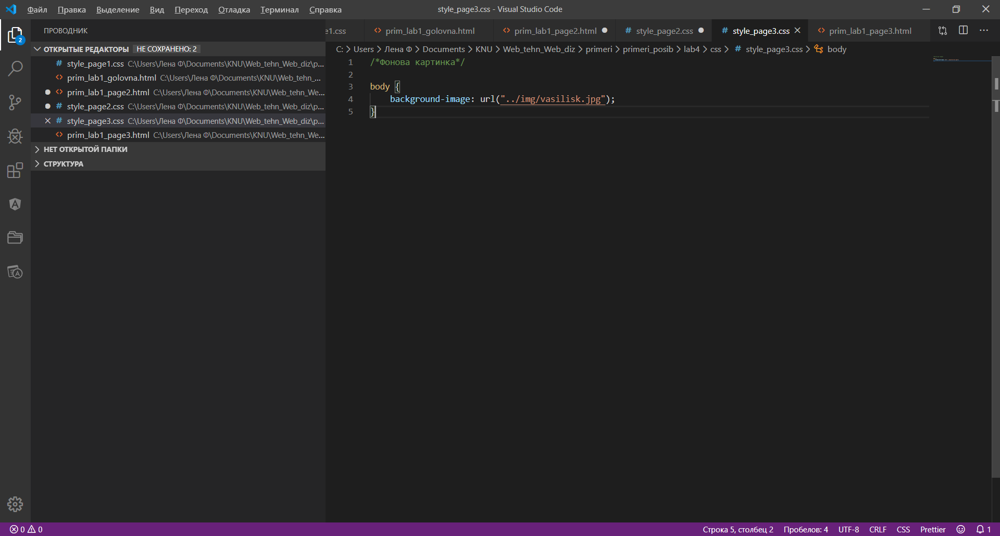 Файл Правка Выделение Вид Переход Отладка Терминал Справка style_page3.css - Visual Studio Code
ПРОВОДНИК
e1.css prim_lab1_golovna.html prim_lab1_page2.html style_page2.css style_page3.css prim_lab1_page3.html
2
ОТКРЫТЫЕ РЕДАКТОРЫ НЕ СОХРАНЕНО: 2
style_page1.css C:\Users\Лена Ф\Documents\KNU\Web_tehn_Web_diz\p...
prim_lab1_golovna.html C:\Users\Лена Ф\Documents\KNU\Web_tehn_...
prim_lab1_page2.html C:\Users\Лена Ф\Documents\KNU\Web_tehn_We...
style_page2.css C:\Users\Лена Ф\Documents\KNU\Web_tehn_Web_diz\p...
style_page3.css C:\Users\Лена Ф\Documents\KNU\Web_tehn_Web_diz\p...
prim_lab1_page3.html C:\Users\Лена Ф\Documents\KNU\Web_tehn_We...
НЕТ ОТКРЫТОЙ ПАПКИ
СТРУКТУРА
C: > Users > Лена Ф > Documents > KNU > Web_tehn_Web_diz > primeri > primeri_posib > lab4 > css > # style_page3.css > body
1 /*Фонова картинка*/
2
3 body {
4 background-image: url("../img/vasilisk.jpg");
5 }
0 0 Строка 5, столбец 2 Пробелов: 4 UTF-8 CRLF CSS Prettier 1